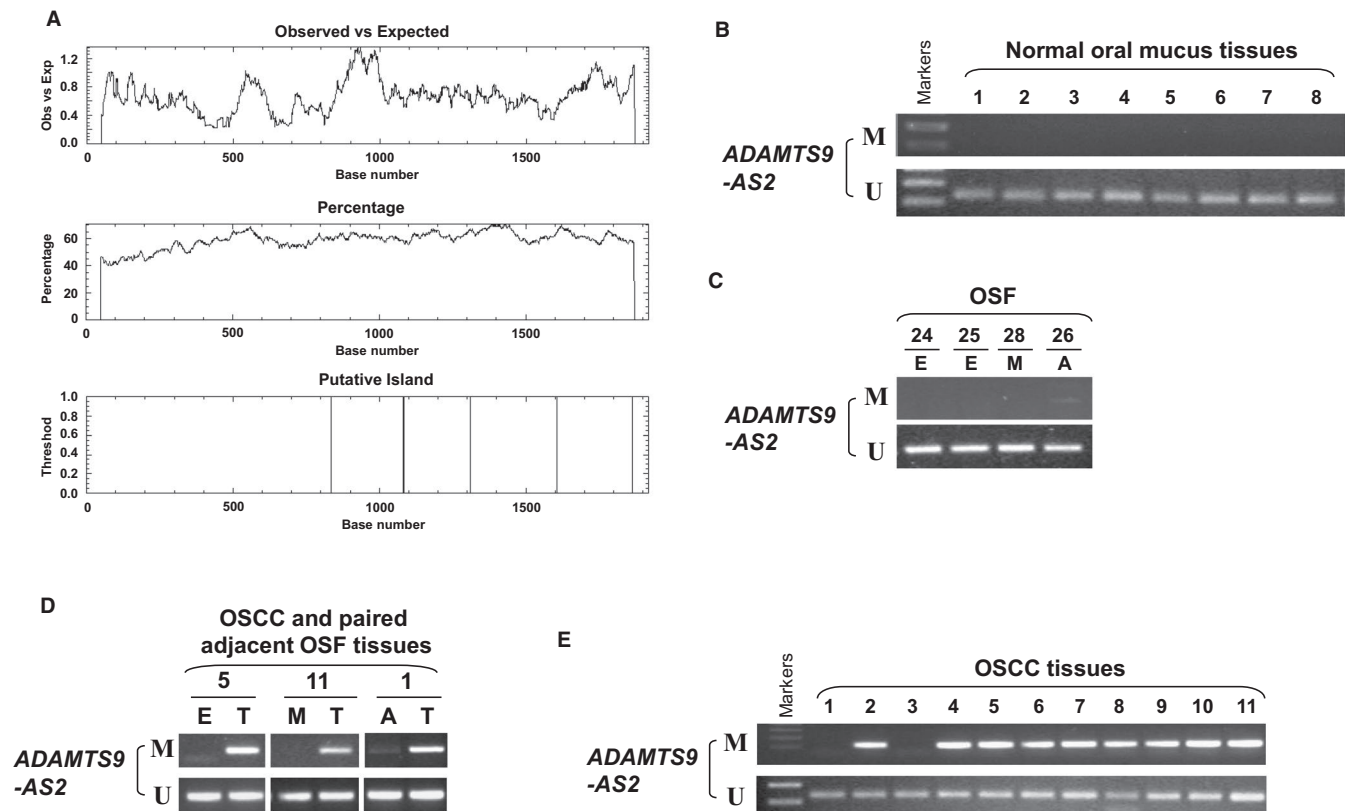 A
Observed vs Expected
Obs vs Exp
1.2
0.8
0.4
0.0
0 500 1000 1500
Base number
Percentage
Percentage
60
40
20
0
0 500 1000 1500
Base number
Putative Island
Threshod
1.0
0.8
0.6
0.4
0.2
0.0
0 500 1000 1500
Base number
B
Normal oral mucus tissues
Markers
1 2 3 4 5 6 7 8
ADAMTS9
-AS2
M
U
C
OSF
24 25 28 26
E E M A
ADAMTS9
-AS2
M
U
D
OSCC and paired
adjacent OSF tissues
5 11 1
E T M T A T
ADAMTS9
-AS2
M
U
E
OSCC tissues
Markers
1 2 3 4 5 6 7 8 9 10 11
ADAMTS9
-AS2
M
U